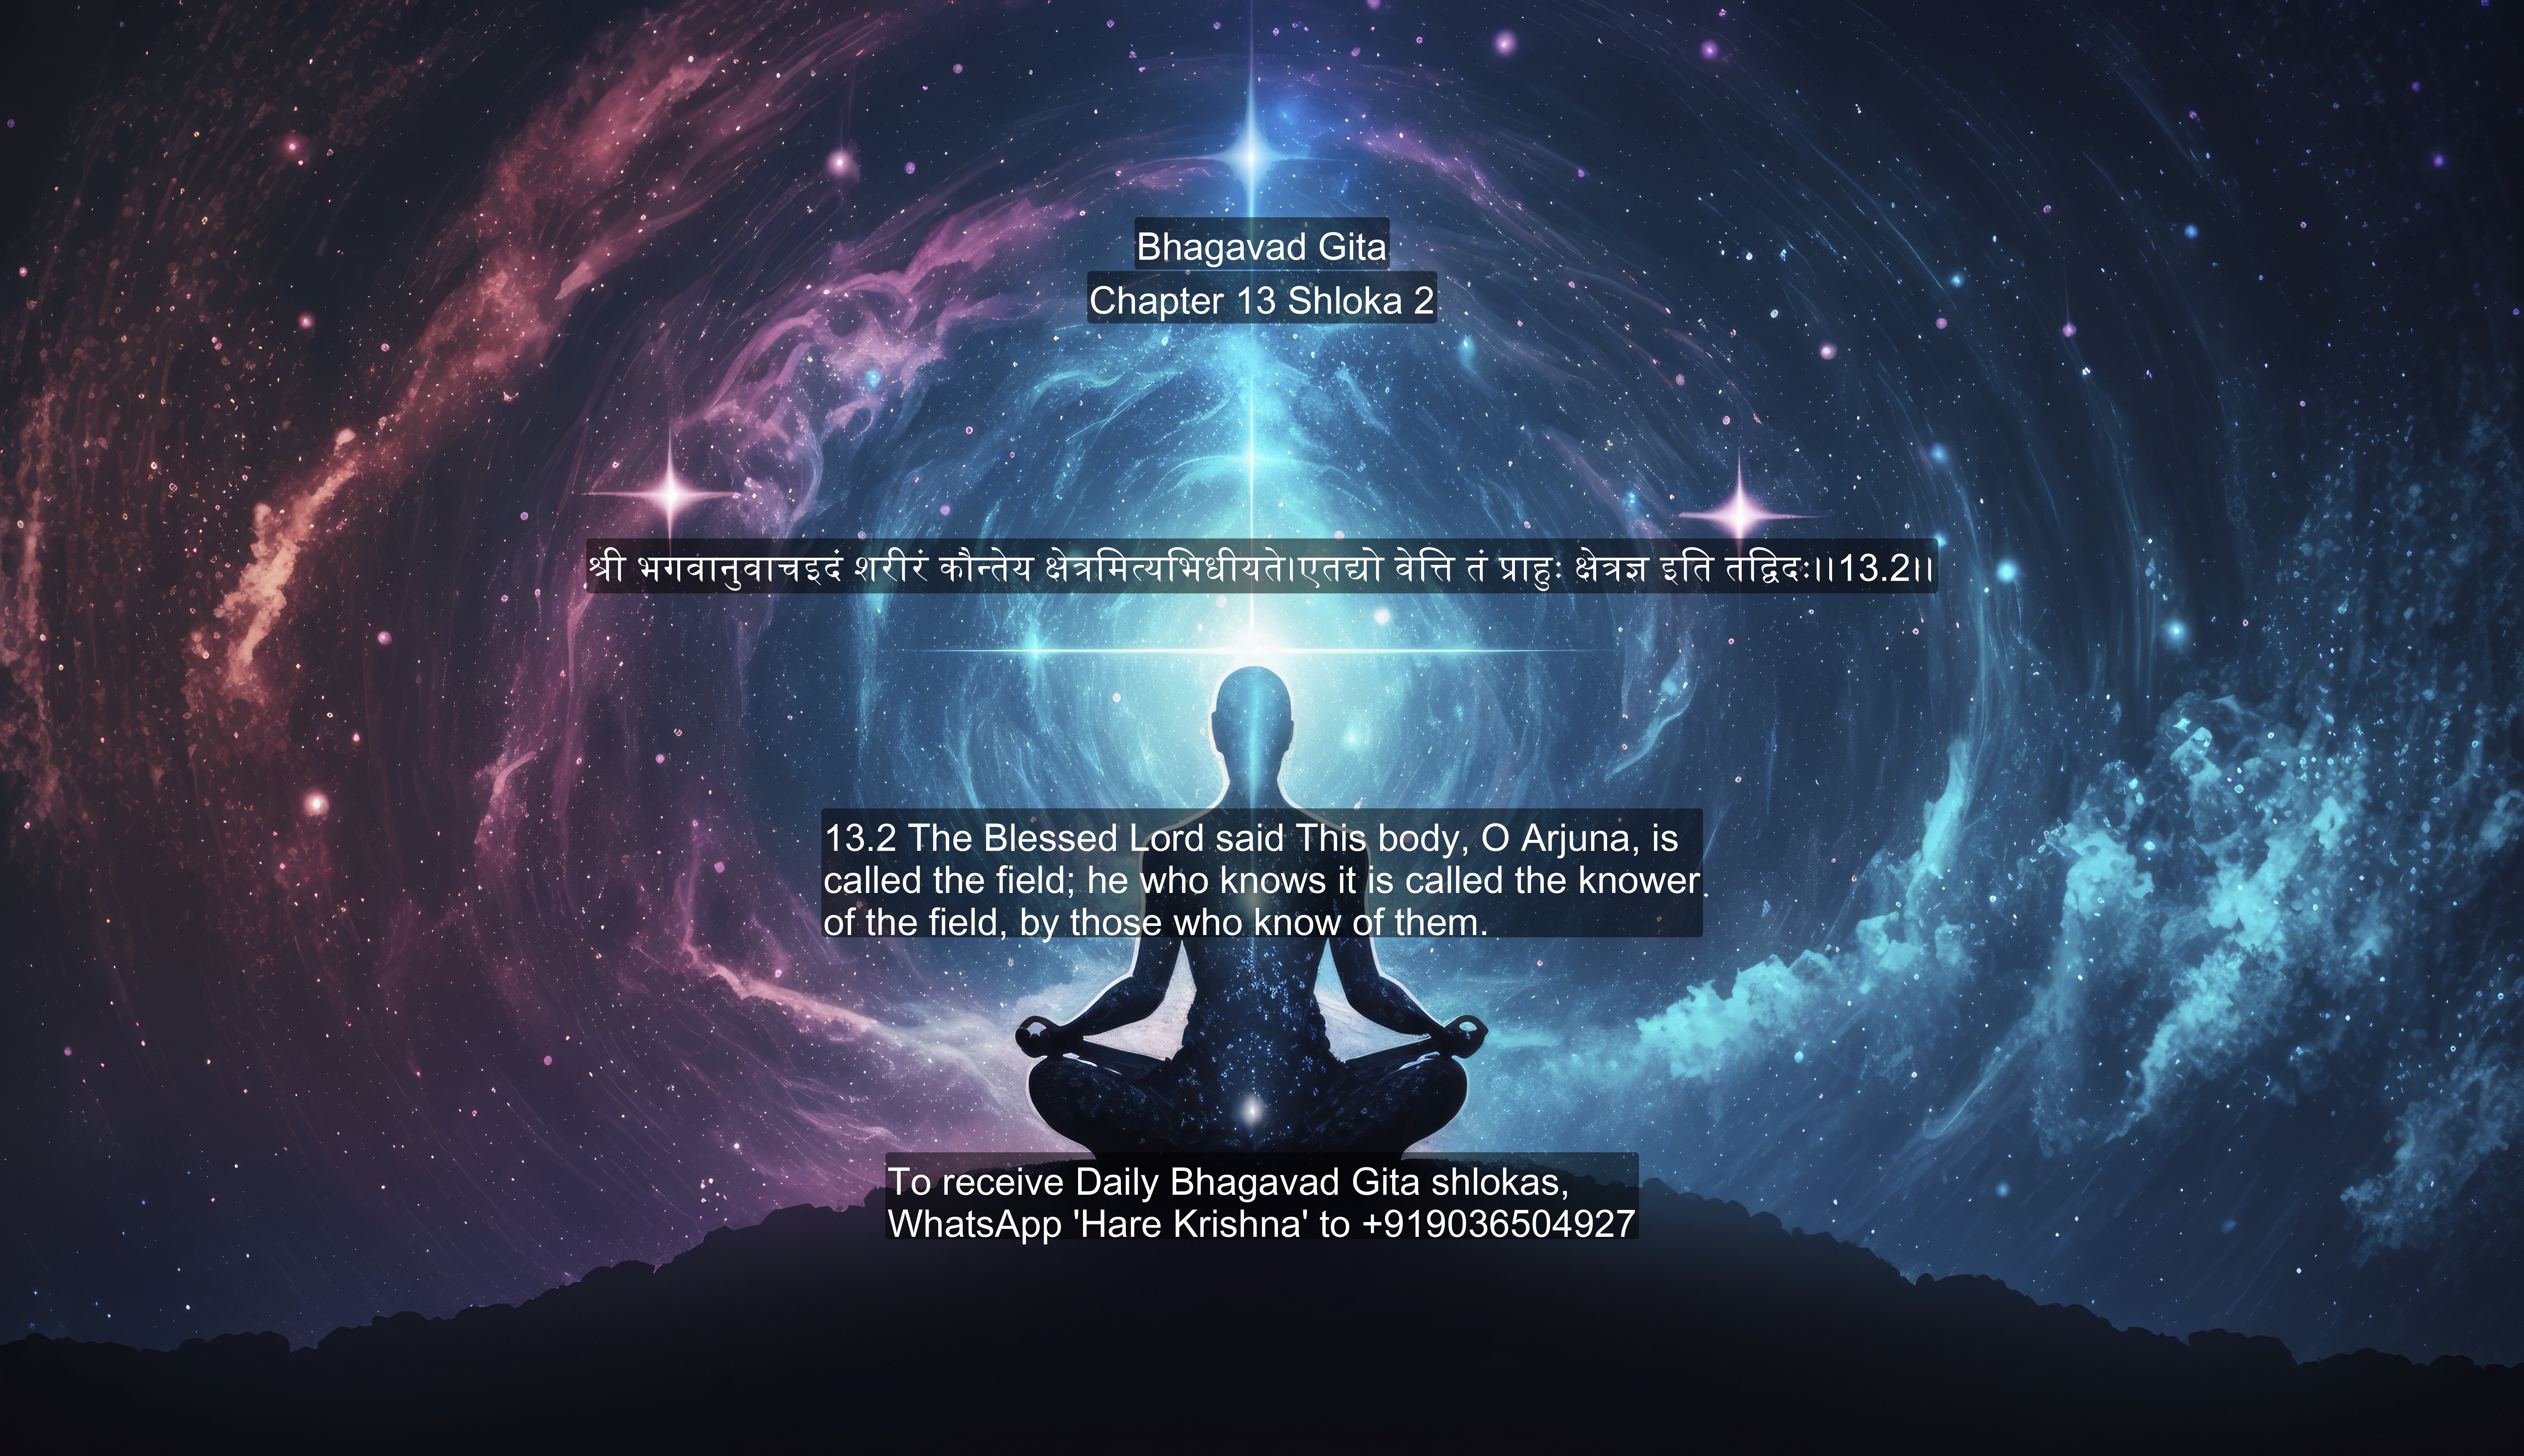 Bhagavad Gita
Chapter 13 Shloka 2
श्री भगवानुवाचइदं शरीरं कौन्तेय क्षेत्रमित्यभिधीयते।एतद्यो वेत्ति तं प्राहुः क्षेत्रज्ञ इति तद्विदः।।13.2।।
13.2 The Blessed Lord said This body, O Arjuna, is
called the field; he who knows it is called the knower
of the field, by those who know of them.
To receive Daily Bhagavad Gita shlokas,
WhatsApp 'Hare Krishna' to +919036504927